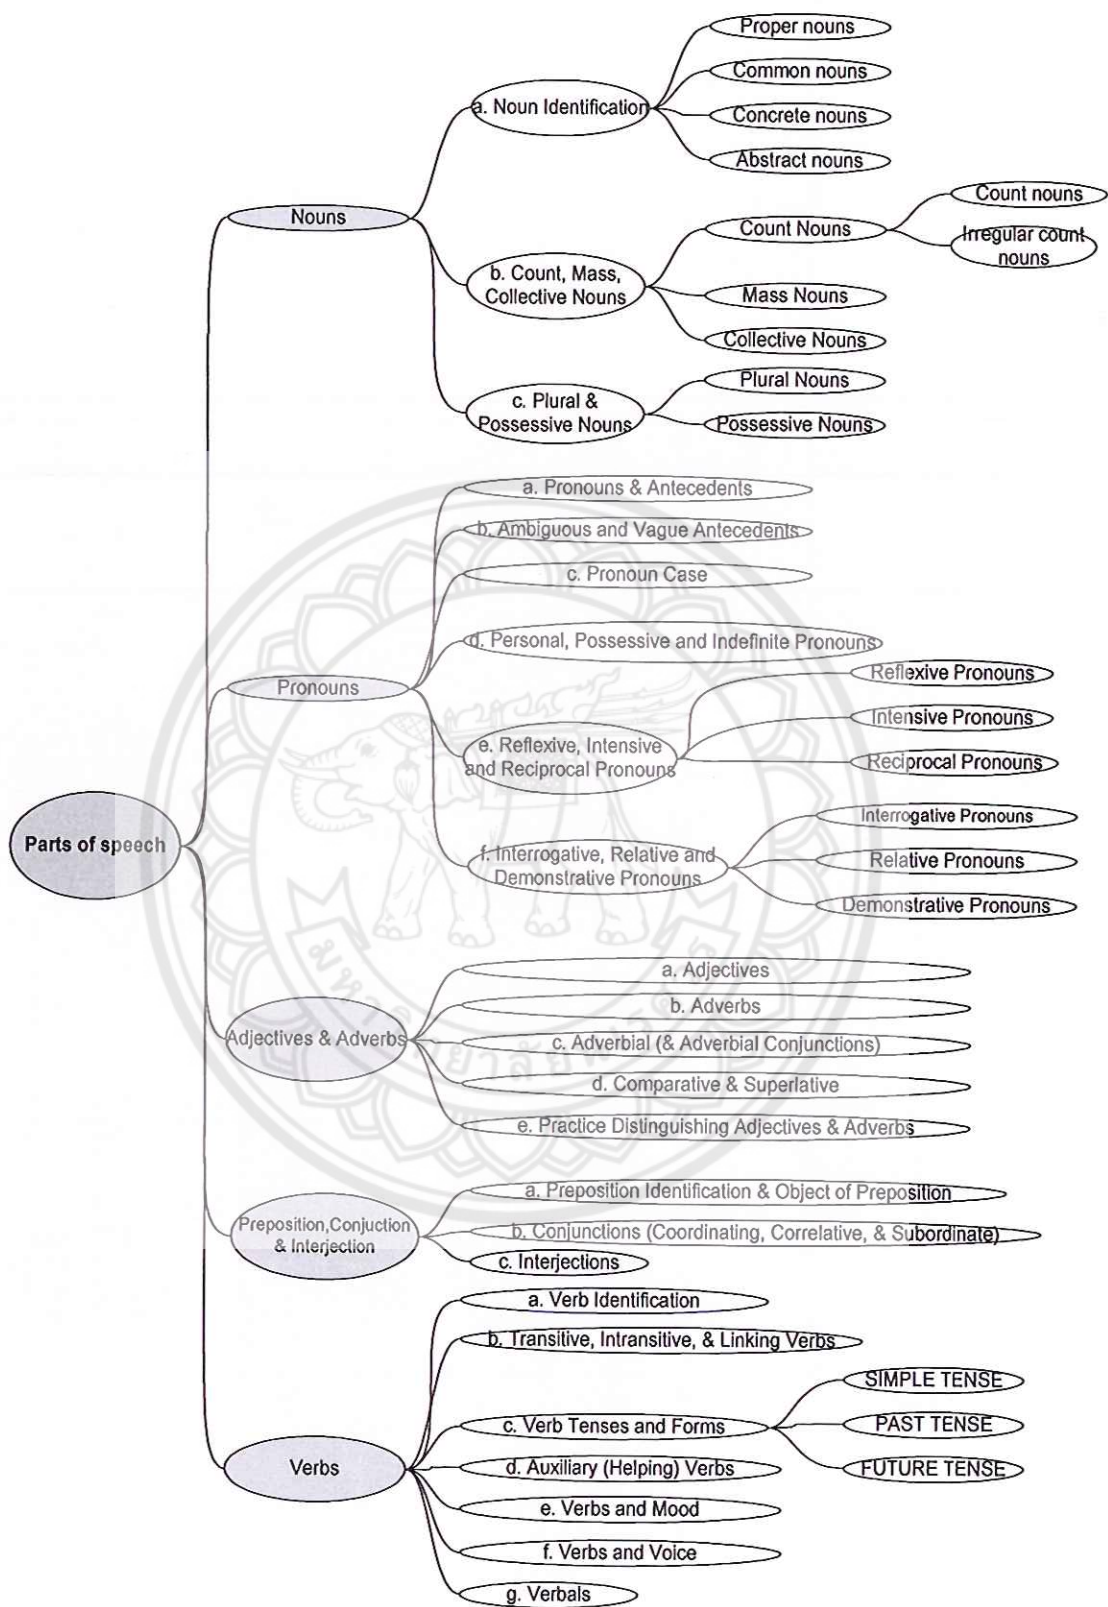 Proper nouns
Common nouns
a. Noun Identification
Concrete nouns
Abstract nouns
Nouns
Count nouns
Count Nouns
Irregular count
nouns
b. Count, Mass,
Collective Nouns
Mass Nouns
Collective Nouns
Plural Nouns
c. Plural &
Possessive Nouns
Possessive Nouns
a. Pronouns & Antecedents
b. Ambiguous and Vague Antecedents
c. Pronoun Case
d. Personal, Possessive and Indefinite Pronouns
Pronouns
Reflexive Pronouns
Intensive Pronouns
e. Reflexive, Intensive
and Reciprocal Pronouns
Reciprocal Pronouns
Interrogative Pronouns
Parts of speech
f. Interrogative, Relative and
Demonstrative Pronouns
Relative Pronouns
Demonstrative Pronouns
a. Adjectives
b. Adverbs
Adjectives & Adverbs
c. Adverbial (& Adverbial Conjunctions)
d. Comparative & Superlative
e. Practice Distinguishing Adjectives & Adverbs
a. Preposition Identification & Object of Preposition
Preposition,Conjuction
& Interjection
b. Conjunctions (Coordinating, Correlative, & Subordinate)
c. Interjections
a. Verb Identification
b. Transitive, Intransitive, & Linking Verbs
SIMPLE TENSE
c. Verb Tenses and Forms
PAST TENSE
Verbs
d. Auxiliary (Helping) Verbs
FUTURE TENSE
e. Verbs and Mood
f. Verbs and Voice
g. Verbals